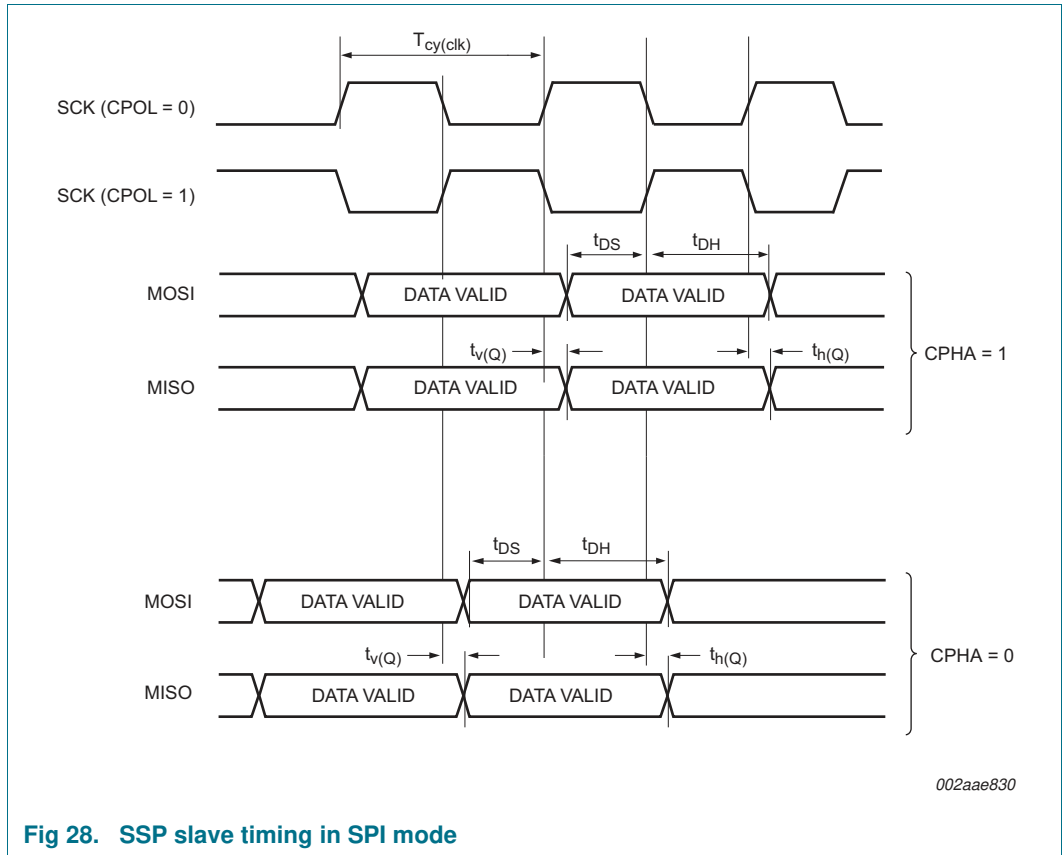 Tcy(clk)
SCK (CPOL = 0)
SCK (CPOL = 1)
tDS tDH
MOSI DATA VALID DATA VALID
tv(Q) th(Q)
CPHA = 1
MISO DATA VALID DATA VALID
tDS tDH
MOSI DATA VALID DATA VALID
tv(Q) th(Q)
CPHA = 0
MISO DATA VALID DATA VALID
002aae830
Fig 28. SSP slave timing in SPI mode